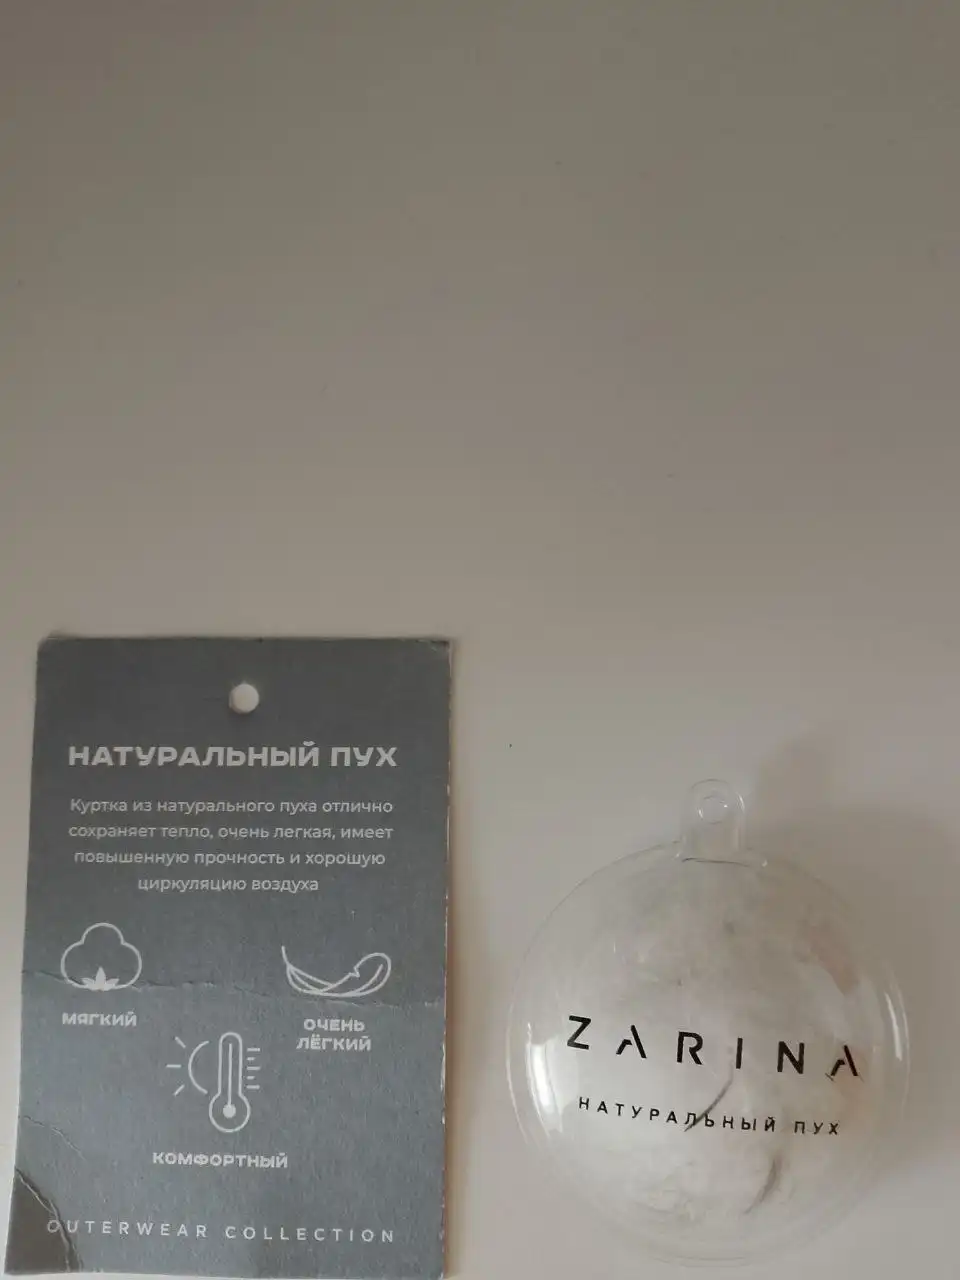 НАТУРАЛЬНЫЙ ПУХ
Куртка из натурального пуха отлично
сохраняет тепло, очень легкая, имеет
повышенную прочность и хорошую
циркуляцию воздуха
МЯГКИЙ
ОЧЕНЬ
ЛЁГКИЙ
КОМФОРТНЫЙ
OUTERWEAR COLLECTION
ZARINA
НАТУРАЛЬНЫЙ ПУХ